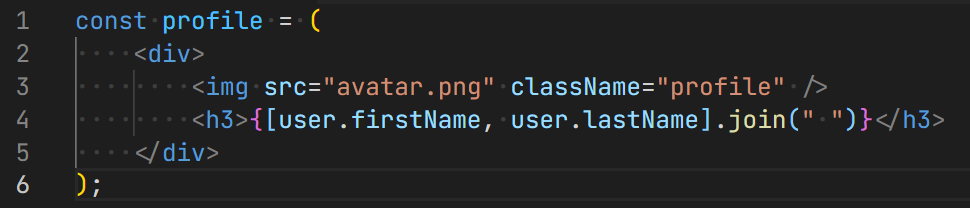 1 const profile = (
2     <div>
3         <img src="avatar.png" className="profile" />
4         <h3>{[user.firstName, user.lastName].join(" ")}</h3>
5     </div>
6 );